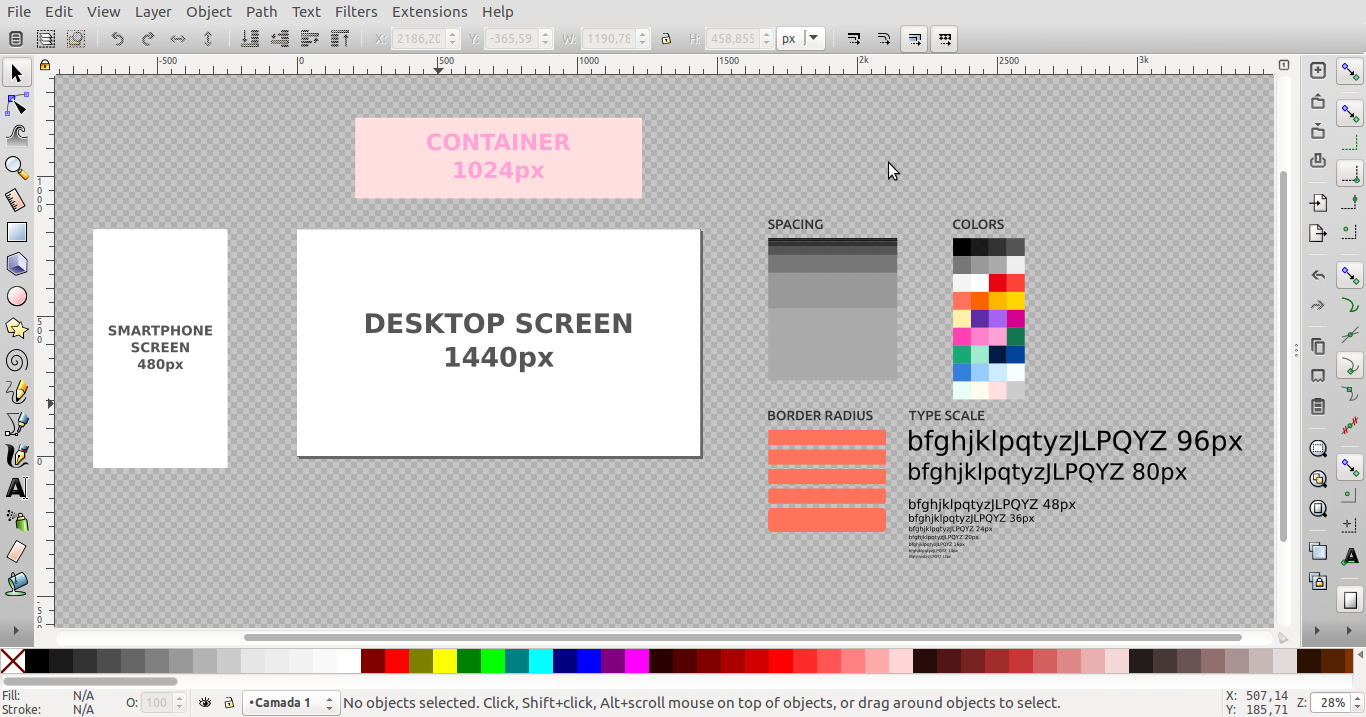 File Edit View Layer Object Path Text Filters Extensions Help
X: 2186,20 Y: -365,59 W: 1190,78 H: 458,855 px
-500 0 500 1000 1500 2k 2500 3k
CONTAINER
1024px
SPACING COLORS
SMARTPHONE
SCREEN
480px
DESKTOP SCREEN
1440px
BORDER RADIUS TYPE SCALE
bfghjklpqtyzJLPQYZ 96px
bfghjklpqtyzJLPQYZ 80px
bfghjklpqtyzJLPQYZ 48px
bfghjklpqtyzJLPQYZ 36px
bfghjklpqtyzJLPQYZ 24px
bfghjklpqtyzJLPQYZ 20px
1000
500
0
Fill: N/A
Stroke: N/A
O: 100
•Camada 1
No objects selected. Click, Shift+click, Alt+scroll mouse on top of objects, or drag around objects to select.
X: 507,14
Y: 185,71
Z: 28%